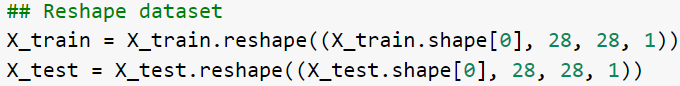 ## Reshape dataset
X_train = X_train.reshape((X_train.shape[0], 28, 28, 1))
X_test = X_test.reshape((X_test.shape[0], 28, 28, 1))